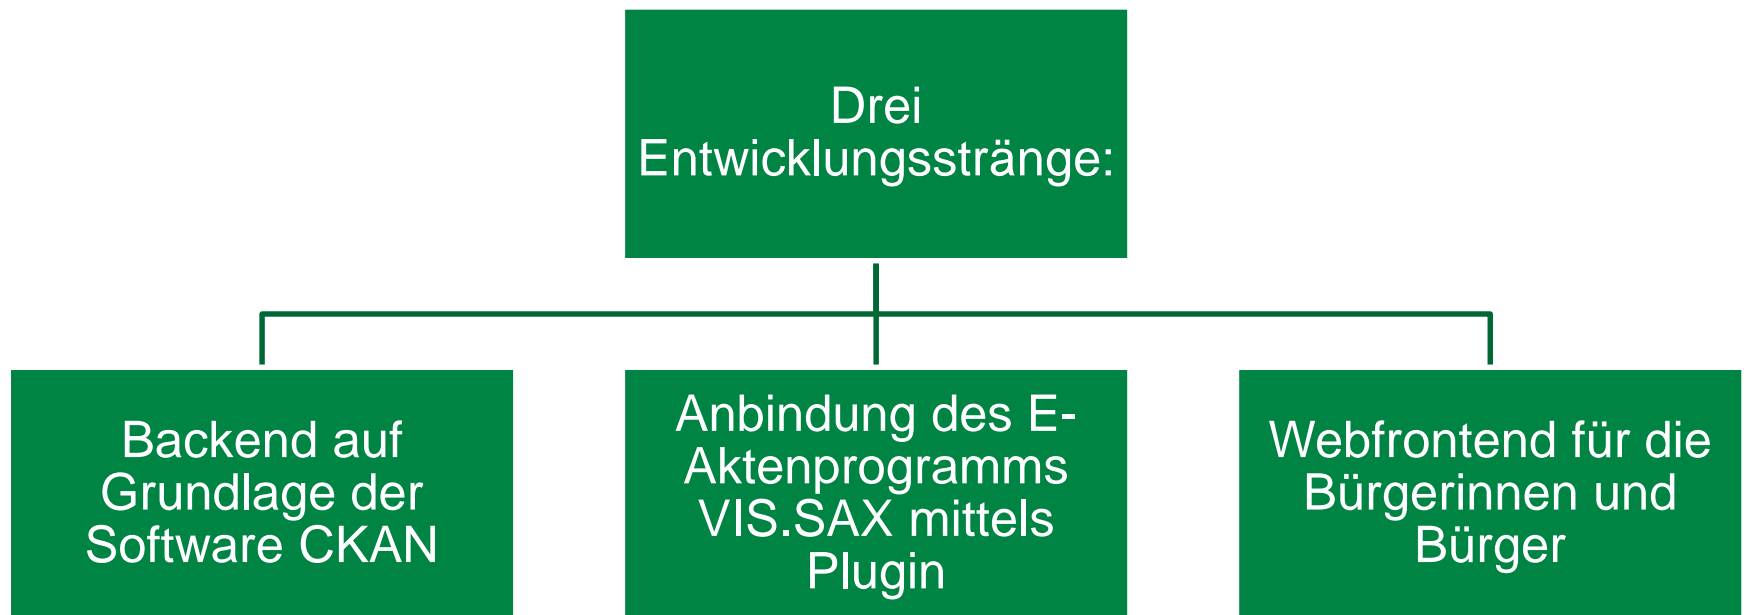 Drei
Entwicklungsstränge:
Backend auf
Grundlage der
Software CKAN
Anbindung des E-
Aktenprogramms
VIS.SAX mittels
Plugin
Webfrontend für die
Bürgerinnen und
Bürger